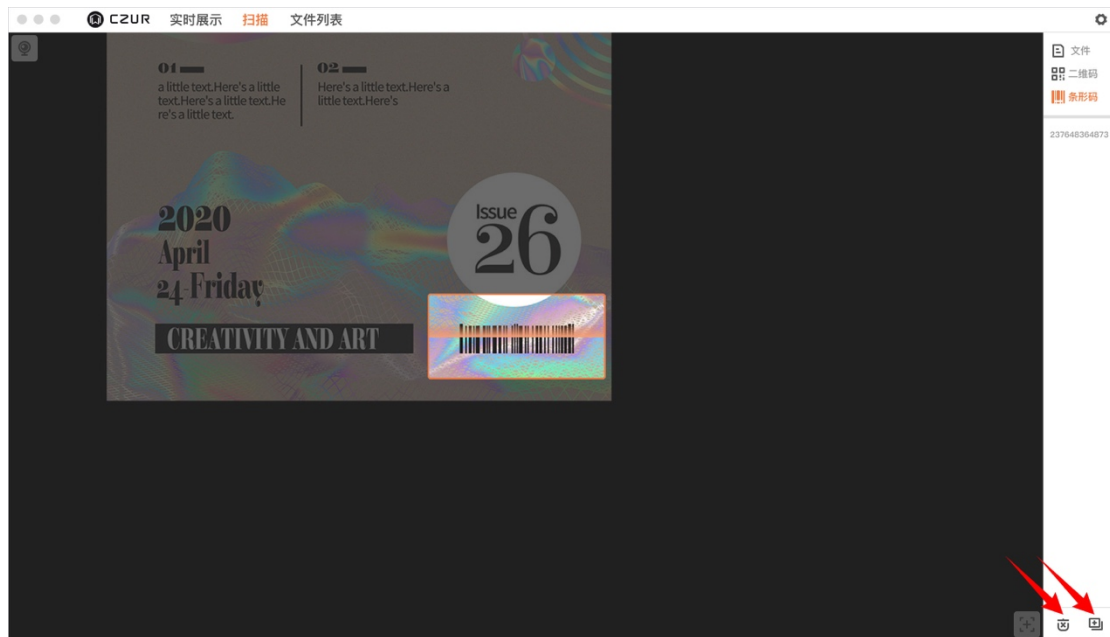 CZUR 实时展示 扫描 文件列表
文件
二维码
条形码
237648364873
01
a little text.Here's a little
text.Here's a little text.He
re's a little text.
02
Here's a little text.Here's a
little text.Here's
2020
April
24-Friday
Issue
26
CREATIVITY AND ART